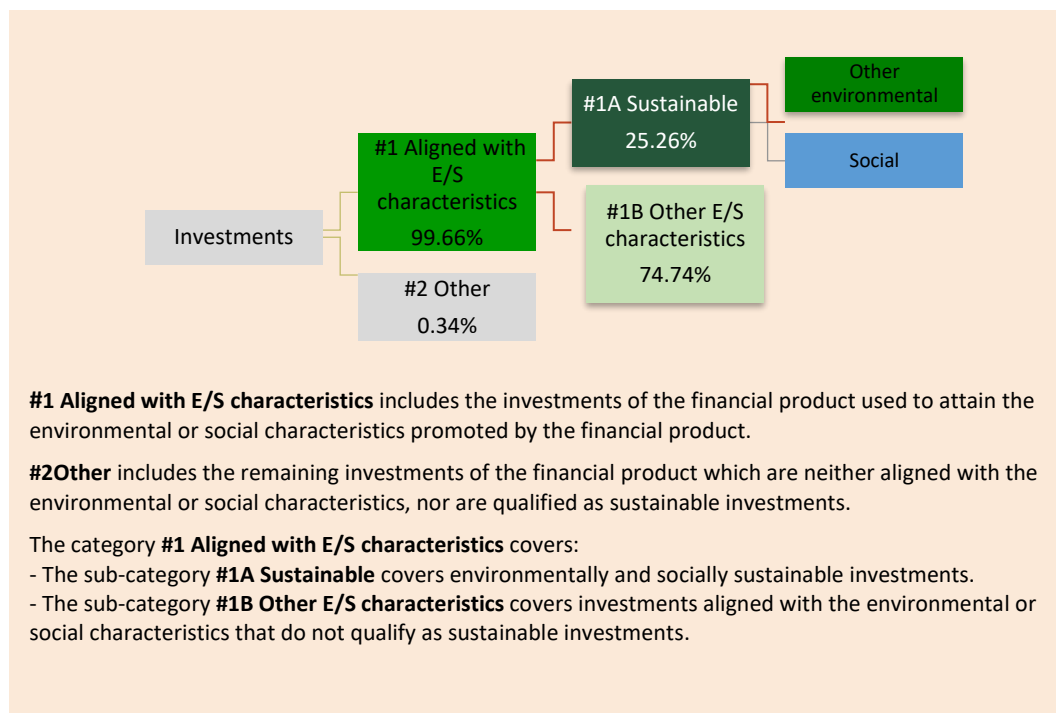 Investments
#1 Aligned with
E/S
characteristics
99.66%
#2 Other
0.34%
#1A Sustainable
25.26%
#1B Other E/S
characteristics
74.74%
Other
environmental
Social
#1 Aligned with E/S characteristics includes the investments of the financial product used to attain the
environmental or social characteristics promoted by the financial product.
#2Other includes the remaining investments of the financial product which are neither aligned with the
environmental or social characteristics, nor are qualified as sustainable investments.
The category #1 Aligned with E/S characteristics covers:
- The sub-category #1A Sustainable covers environmentally and socially sustainable investments.
- The sub-category #1B Other E/S characteristics covers investments aligned with the environmental or
social characteristics that do not qualify as sustainable investments.